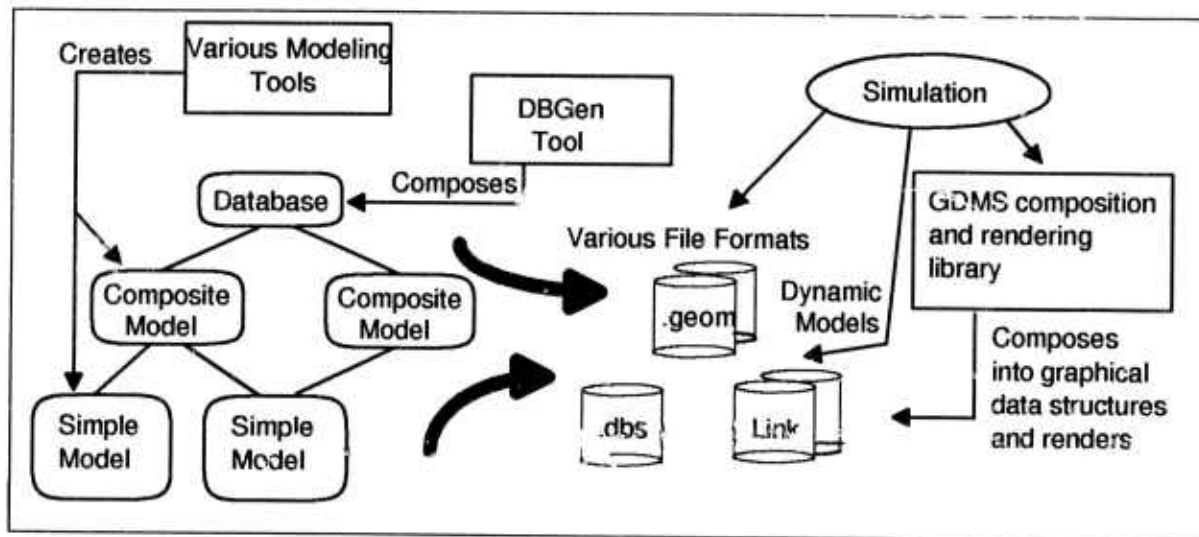 Creates
Various Modeling
Tools
DBGen
Tool
Simulation
Composes
Database
GDMS composition
and rendering
library
Various File Formats
Composite
Model
Composite
Model
.geom
Dynamic
Models
Composes
into graphical
data structures
and renders
Simple
Model
Simple
Model
.dbs
Link